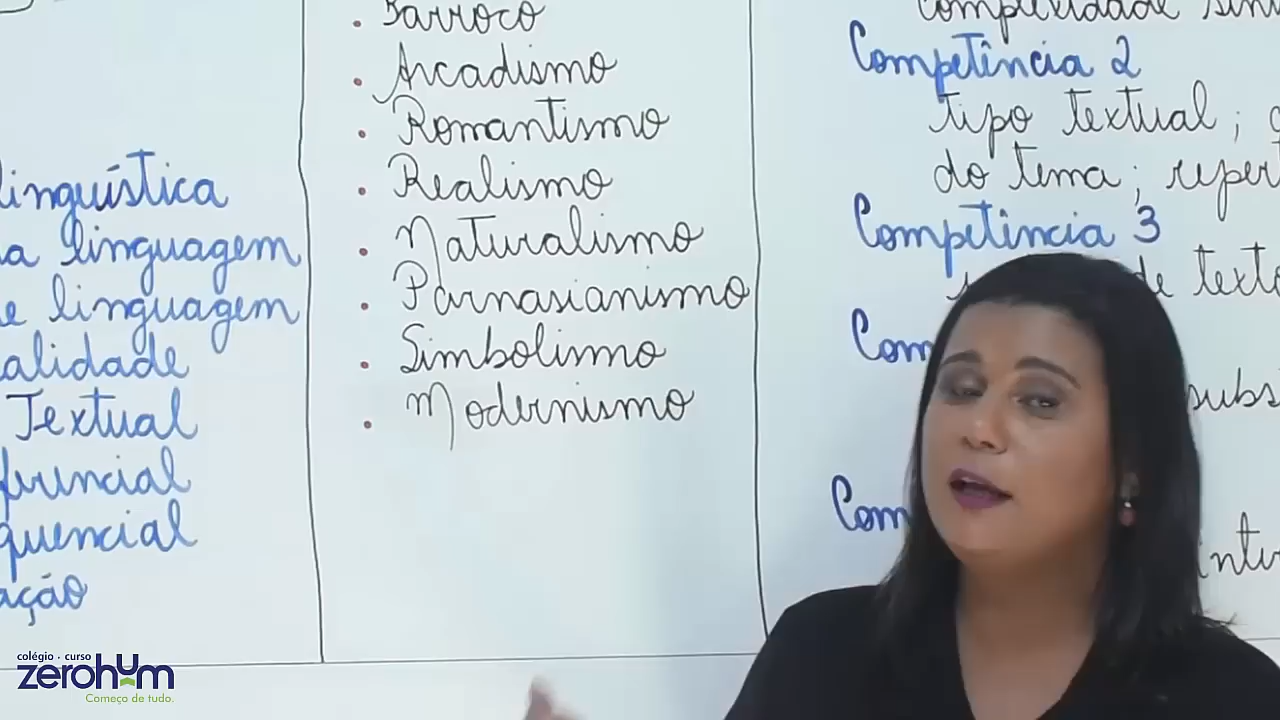 linguística
a linguagem
e linguagem
alidade
Textual
ferencial
quencial
ação
Barroco
Arcadismo
Romantismo
Realismo
Naturalismo
Parnasianismo
Simbolismo
Modernismo
complexidade
Competência 2
tipo textual;
do tema; reper
Competência 3
de texto
Com
subs
Com
colégio · curso
zerohum
Começo de tudo.